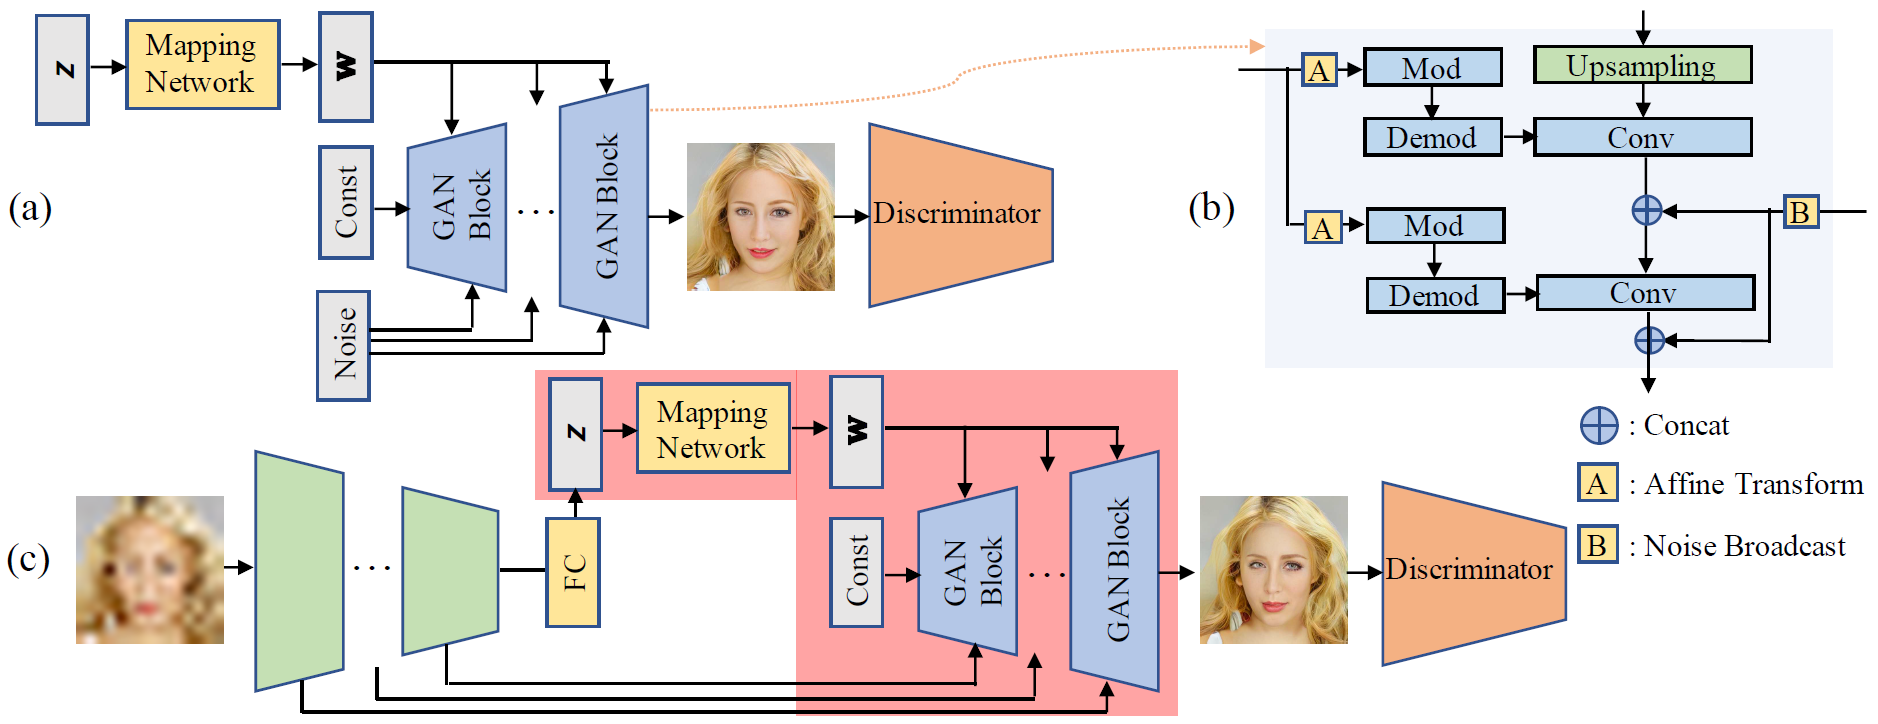 (a)
z
Mapping
Network
w
Const
Noise
GAN
Block
...
GAN Block
Discriminator
(b)
A
Mod
Demod
Upsampling
Conv
A
Mod
Demod
B
Conv
: Concat
A : Affine Transform
B : Noise Broadcast
(c)
...
FC
z
Mapping
Network
w
Const
GAN
Block
...
GAN Block
Discriminator